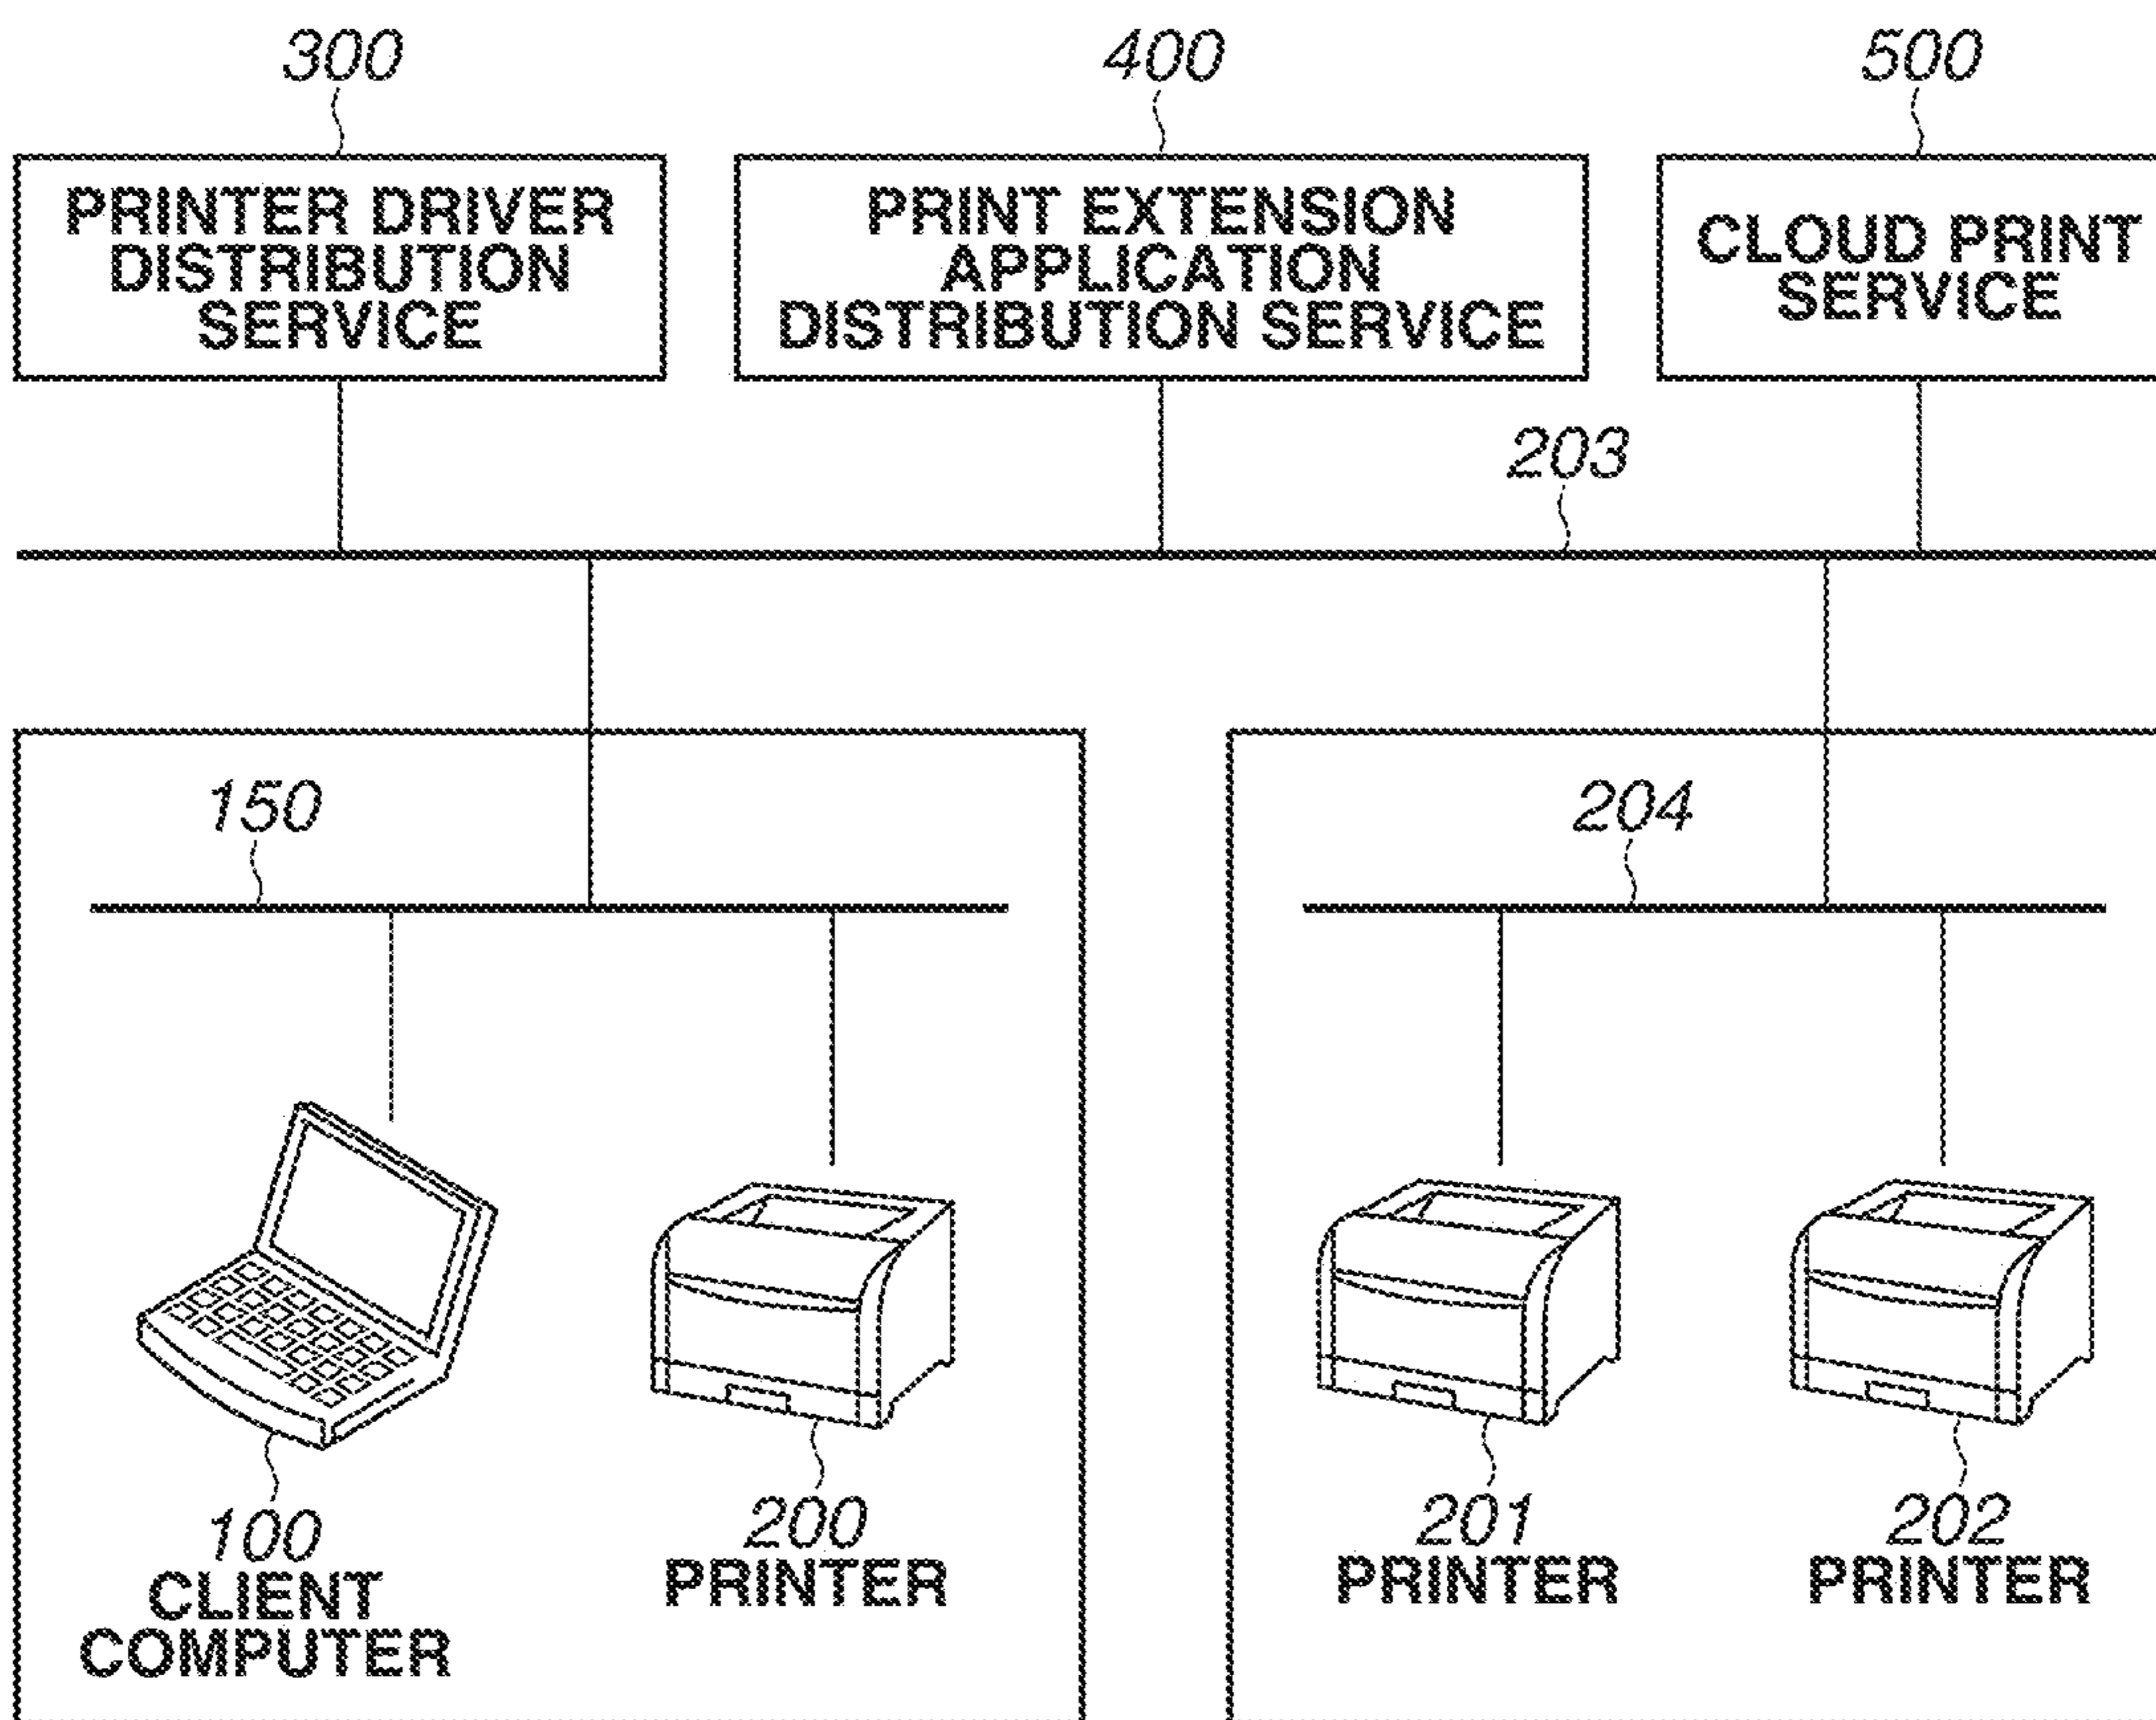 300
400
500
PRINTER DRIVER
DISTRIBUTION
SERVICE
PRINT EXTENSION
APPLICATION
DISTRIBUTION SERVICE
CLOUD PRINT
SERVICE
203
150
204
100
CLIENT
COMPUTER
200
PRINTER
201
PRINTER
202
PRINTER